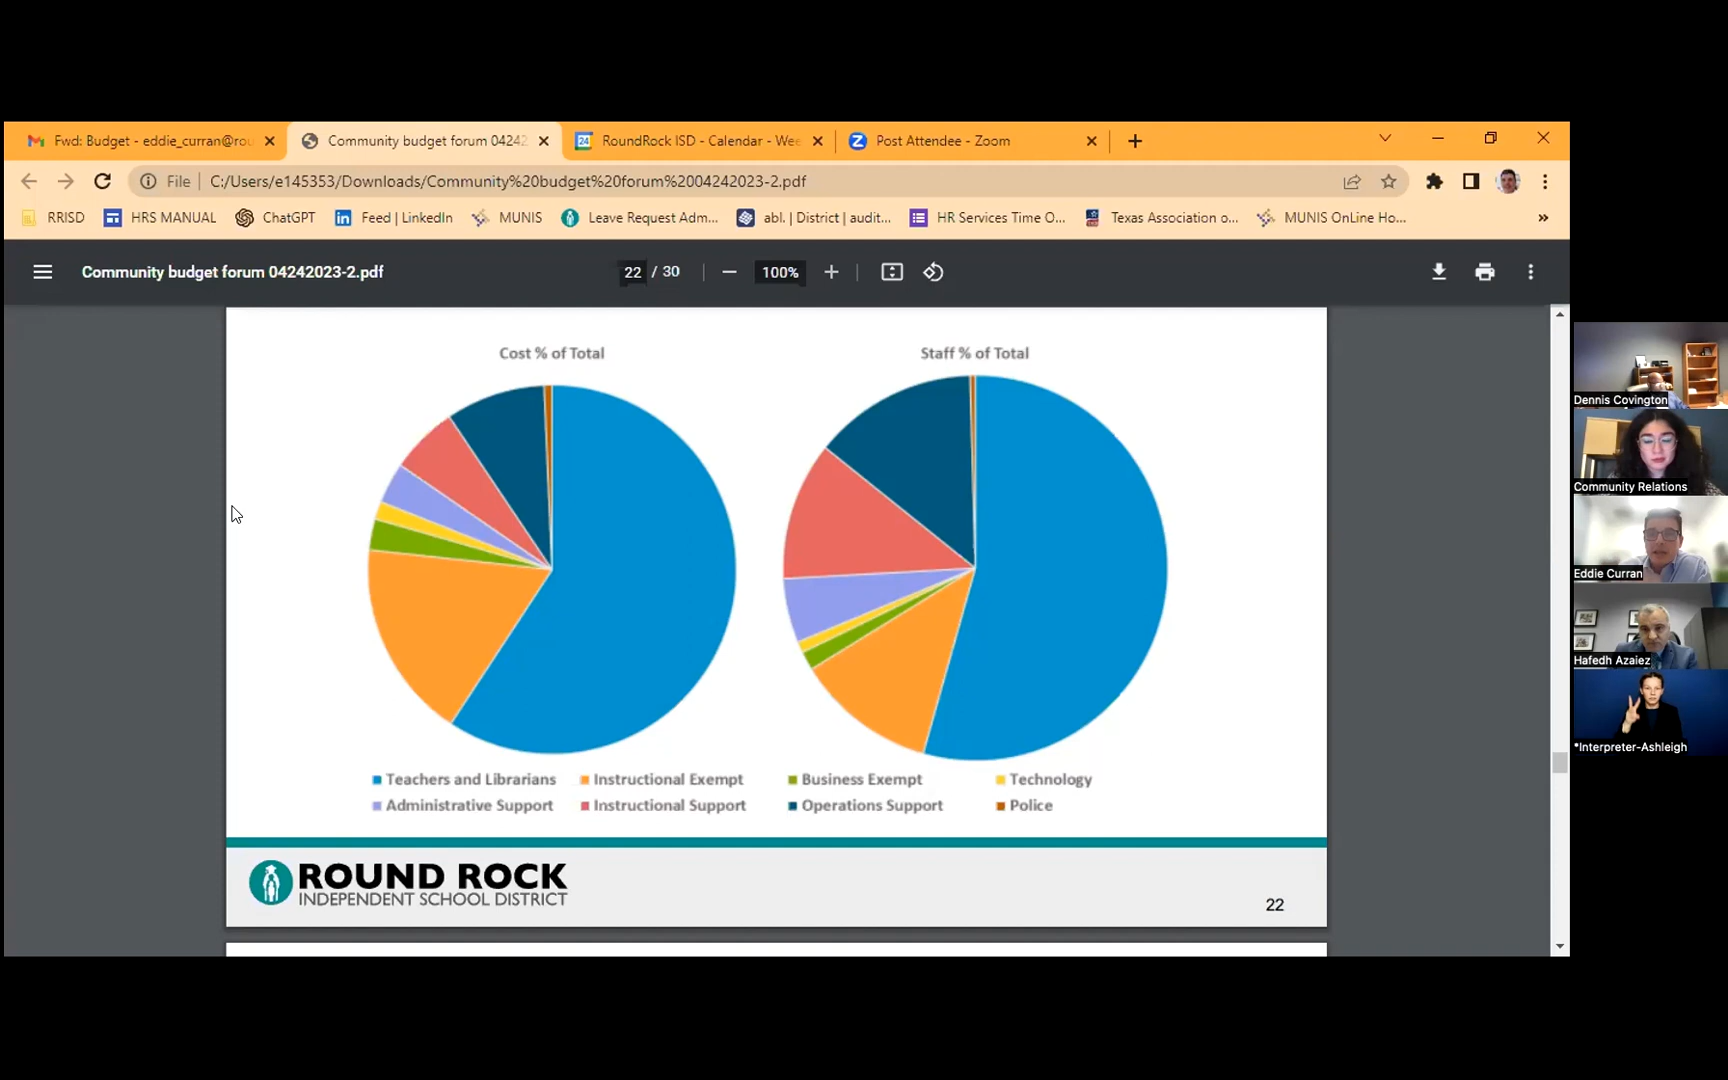 Fwd: Budget - eddie_curran@rou
Community budget forum 04242
24
RoundRock ISD - Calendar - Wee
Post Attendee - Zoom
File
C:/Users/e145353/Downloads/Community%20budget%20forum%2004242023-2.pdf
RRISD
HRS MANUAL
ChatGPT
Feed | LinkedIn
MUNIS
Leave Request Adm...
abl. | District | audit...
HR Services Time O...
Texas Association o...
MUNIS OnLine Ho...
»
Community budget forum 04242023-2.pdf
22 / 30
100%
Cost % of Total
Staff % of Total
Teachers and Librarians
Instructional Exempt
Business Exempt
Technology
Administrative Support
Instructional Support
Operations Support
Police
ROUND ROCK
INDEPENDENT SCHOOL DISTRICT
22
Dennis Covington
Community Relations
Eddie Curran
Hafedh Azaiez
*Interpreter-Ashleigh